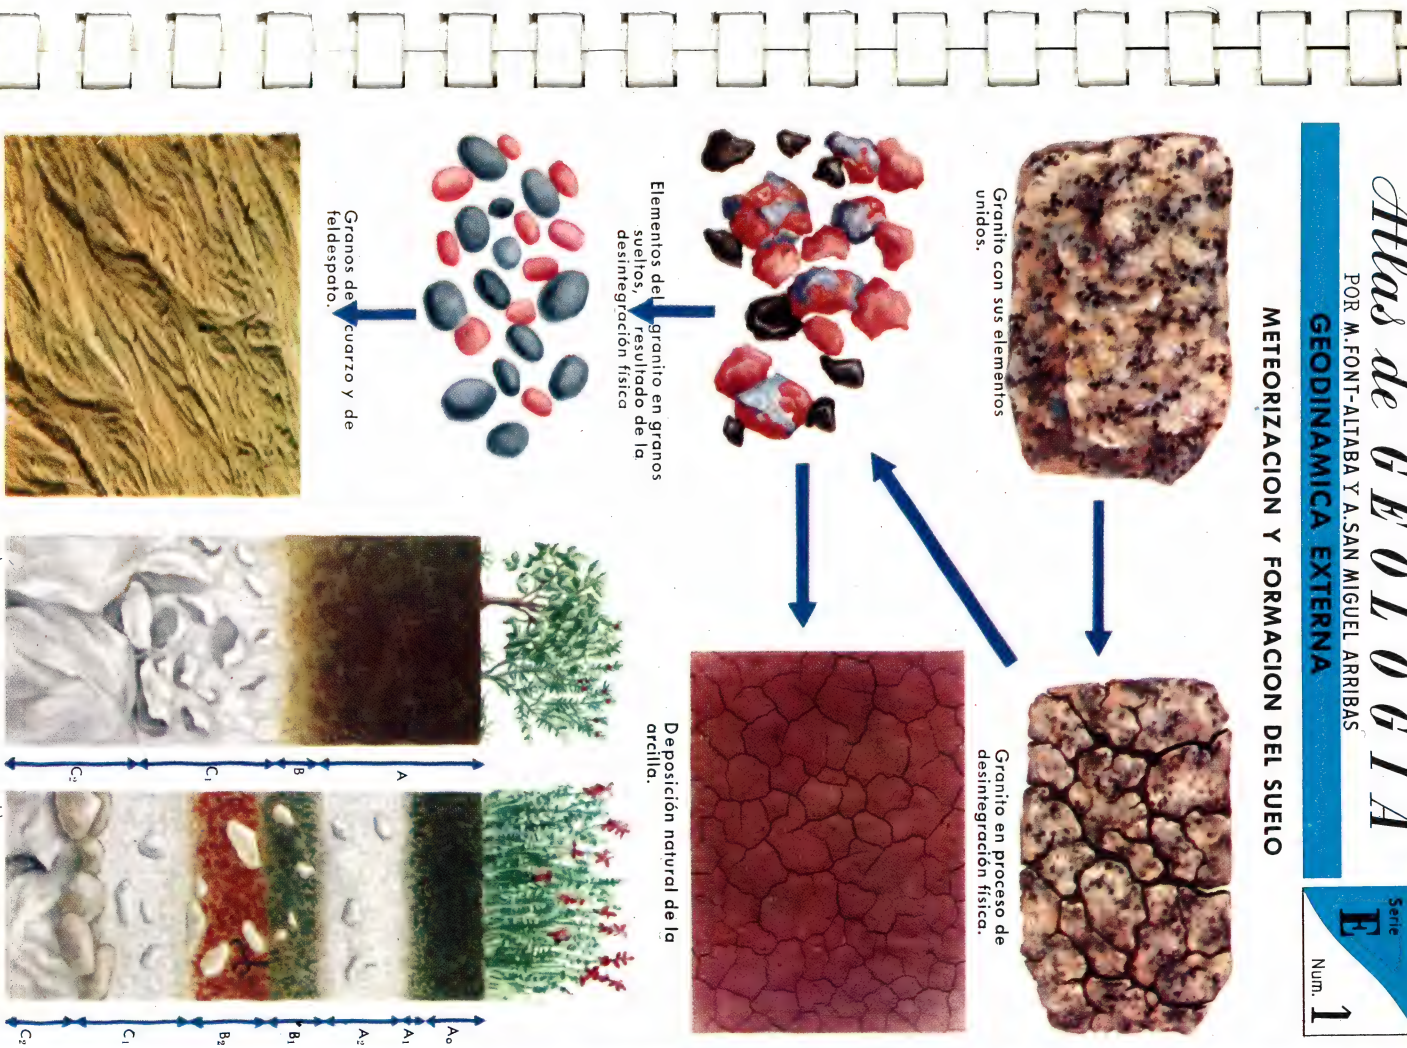 Atlas de GEOLOGIA
POR M.FONT-ALTABA Y A.SAN MIGUEL ARRIBAS
GEODINAMICA EXTERNA
METEORIZACION Y FORMACION DEL SUELO
Serie
E
Num. 1
Granito con sus elementos
unidos.
Granito en proceso de
desintegración física.
Elementos del granito en granos
sueltos, resultado de la
desintegración física
Deposición natural de la
arcilla.
Granos de cuarzo y de
feldespato.
A
B
C₁
C₂
A₀
A₁
A₂
B₁
B₂
C₁
C₂